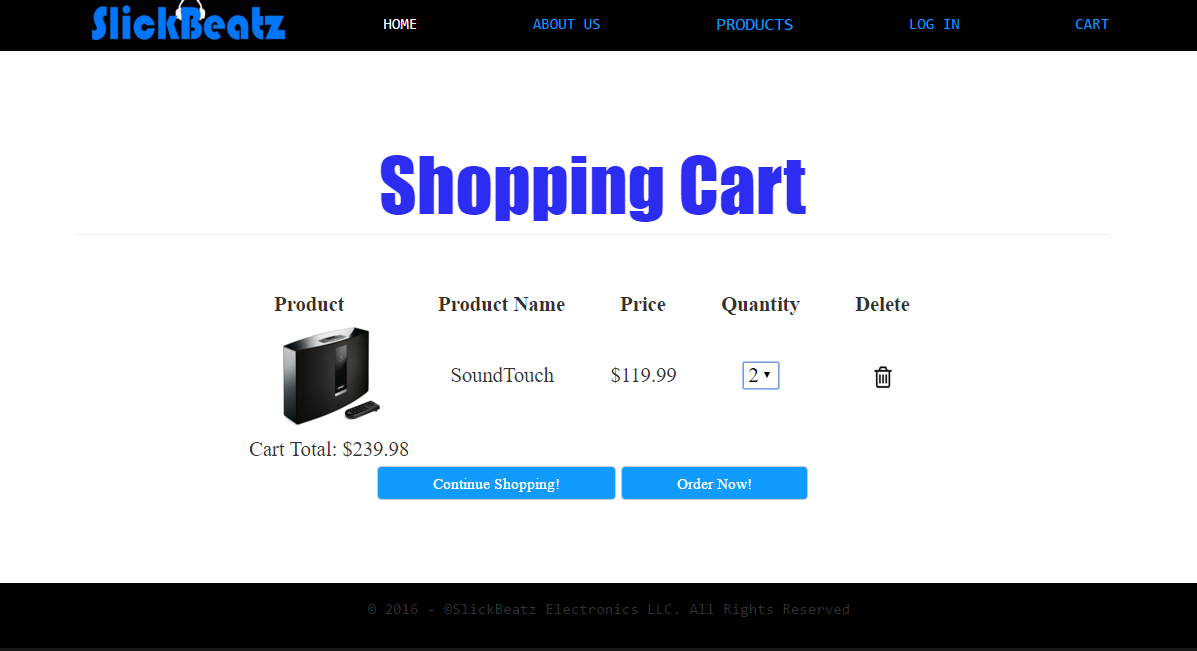 SlickBeatz HOME ABOUT US PRODUCTS LOG IN CART
Shopping Cart
Product Product Name Price Quantity Delete
SoundTouch $119.99 2
Cart Total: $239.98
Continue Shopping! Order Now!
© 2016 - ©SlickBeatz Electronics LLC. All Rights Reserved